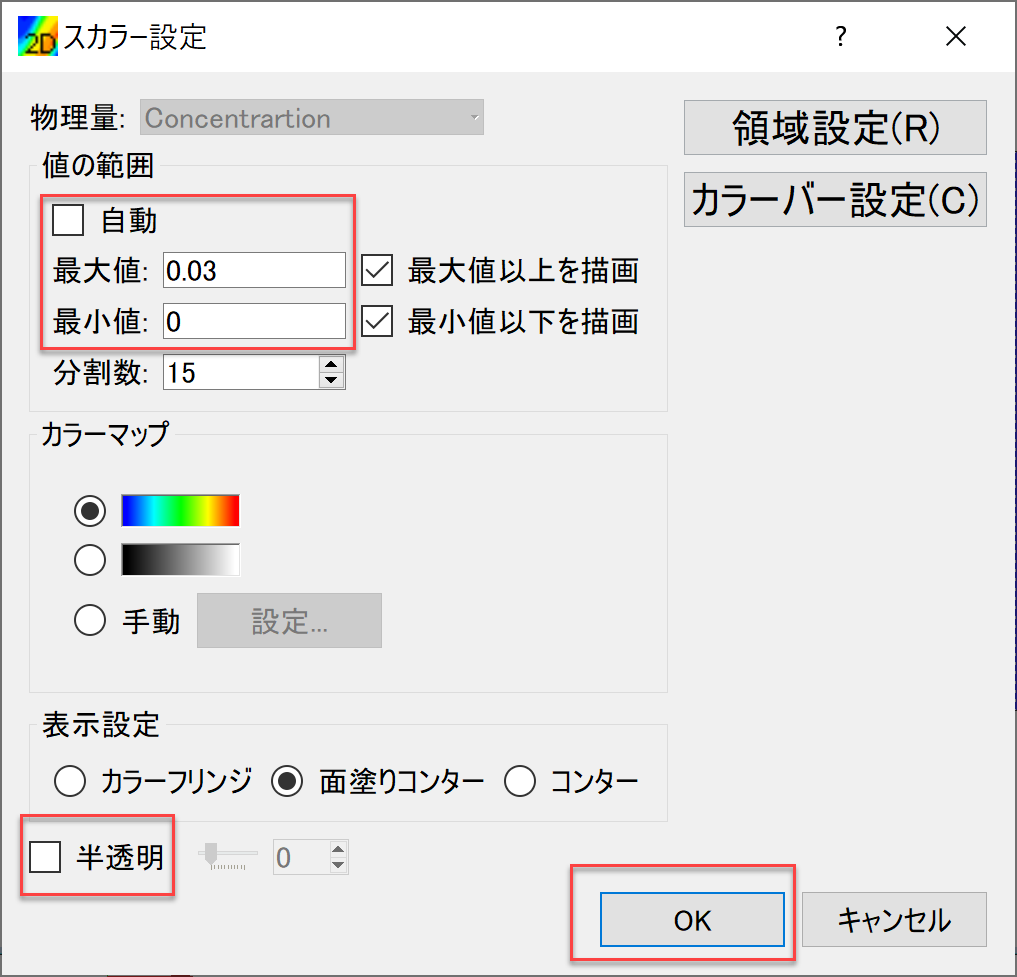 2D スカラー設定 ?
物理量: Concentrartion
領域設定(R)
カラーバー設定(C)
値の範囲
自動
最大値: 0.03 最大値以上を描画
最小値: 0 最小値以下を描画
分割数: 15
カラーマップ
手動 設定...
表示設定
カラーフリンジ 面塗りコンター コンター
半透明 0
OK キャンセル